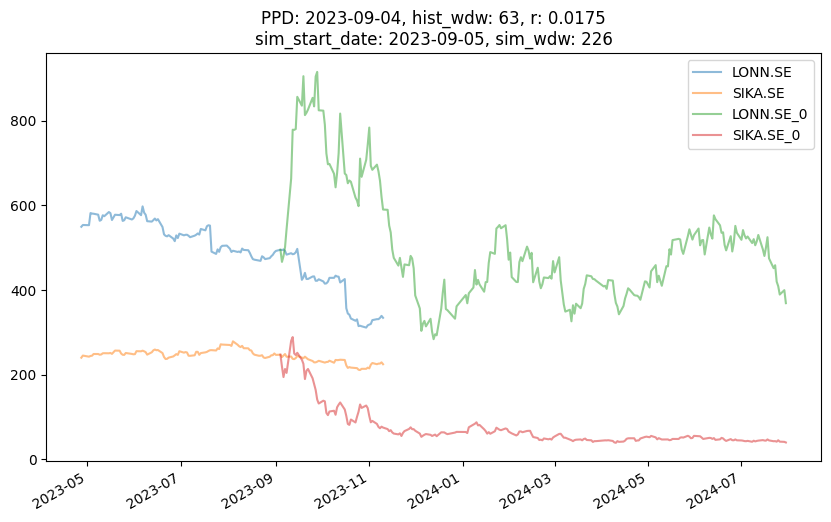 PPD: 2023-09-04, hist_wdw: 63, r: 0.0175
sim_start_date: 2023-09-05, sim_wdw: 226
LONN.SE
SIKA.SE
LONN.SE_0
SIKA.SE_0
800
600
400
200
0
2023-05
2023-07
2023-09
2023-11
2024-01
2024-03
2024-05
2024-07